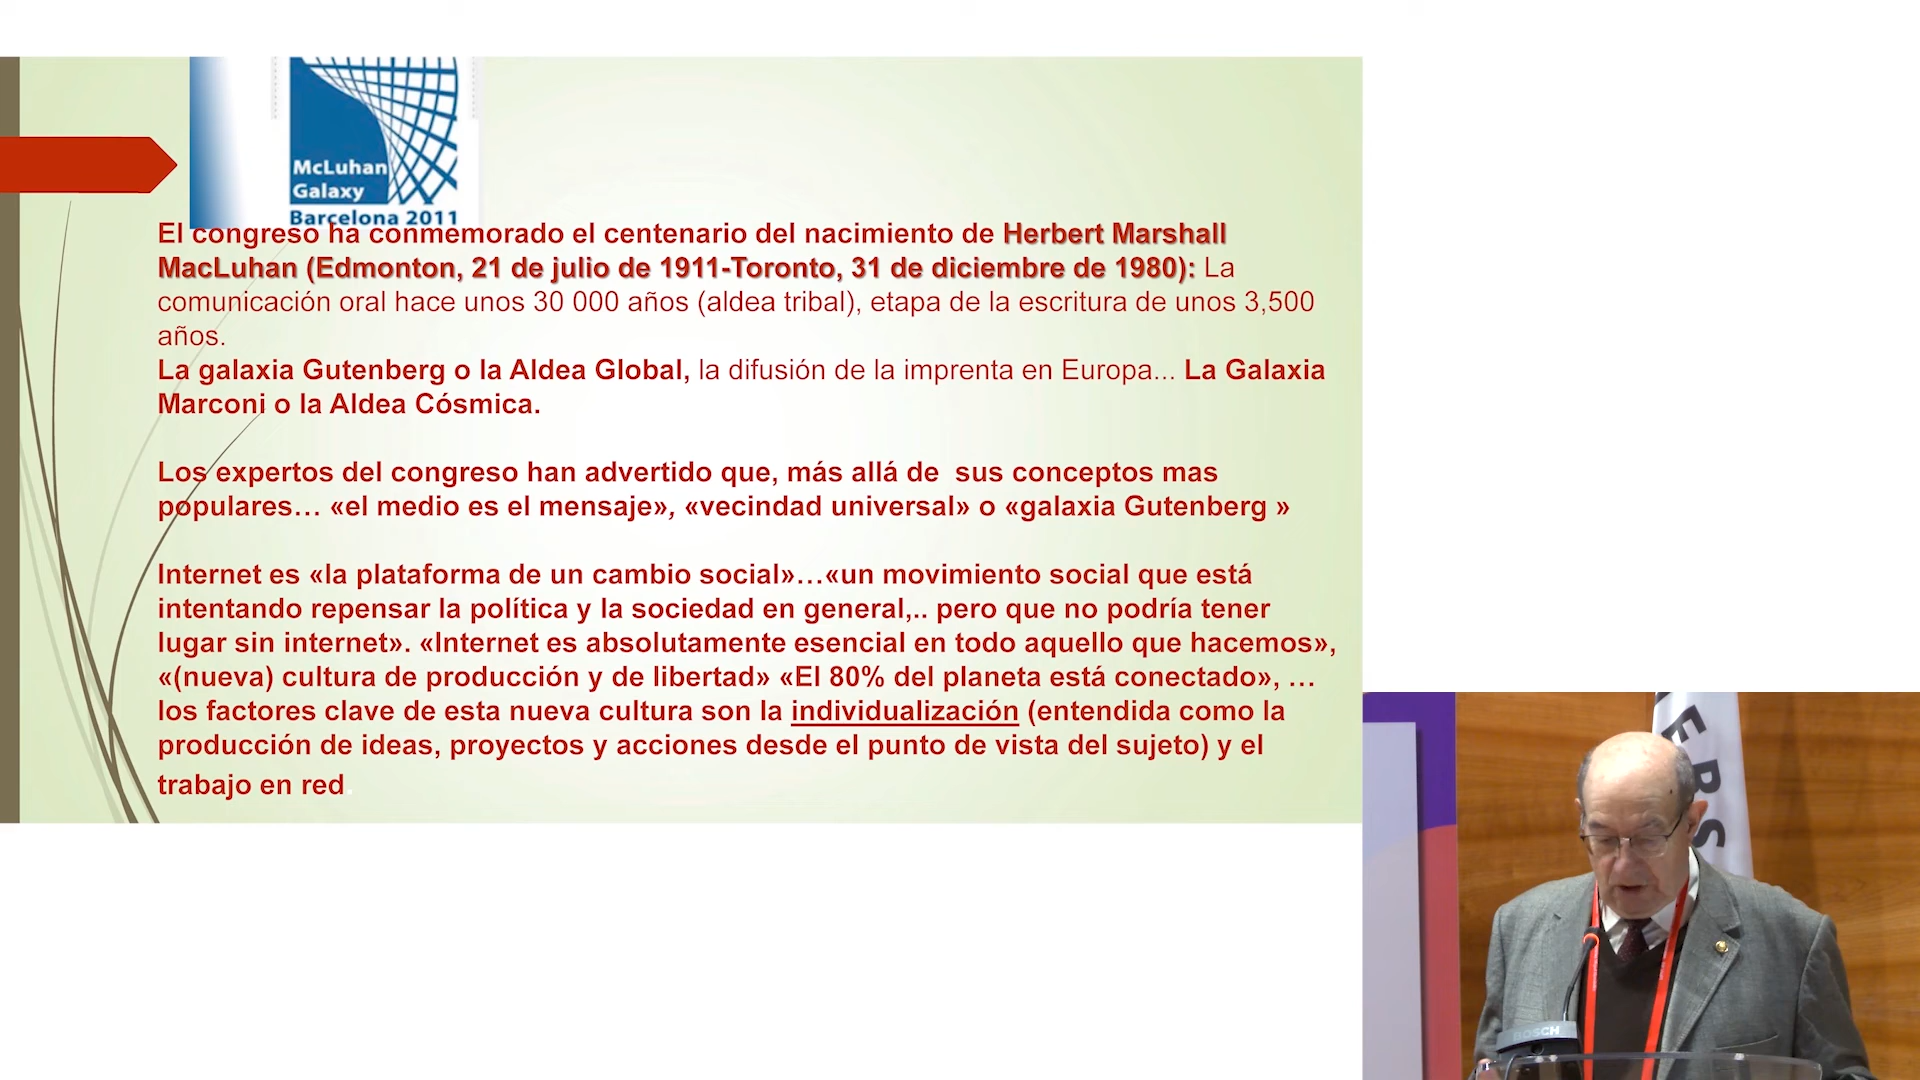 McLuhan
Galaxy
Barcelona 2011
El congreso ha conmemorado el centenario del nacimiento de Herbert Marshall
MacLuhan (Edmonton, 21 de julio de 1911-Toronto, 31 de diciembre de 1980): La
comunicación oral hace unos 30 000 años (aldea tribal), etapa de la escritura de unos 3,500
años.
La galaxia Gutenberg o la Aldea Global, la difusión de la imprenta en Europa... La Galaxia
Marconi o la Aldea Cósmica.
Los expertos del congreso han advertido que, más allá de  sus conceptos mas
populares… «el medio es el mensaje», «vecindad universal» o «galaxia Gutenberg »
Internet es «la plataforma de un cambio social»…«un movimiento social que está
intentando repensar la política y la sociedad en general,.. pero que no podría tener
lugar sin internet». «Internet es absolutamente esencial en todo aquello que hacemos»,
«(nueva) cultura de producción y de libertad» «El 80% del planeta está conectado», …
los factores clave de esta nueva cultura son la individualización (entendida como la
producción de ideas, proyectos y acciones desde el punto de vista del sujeto) y el
trabajo en red.
ERS
BOSCH